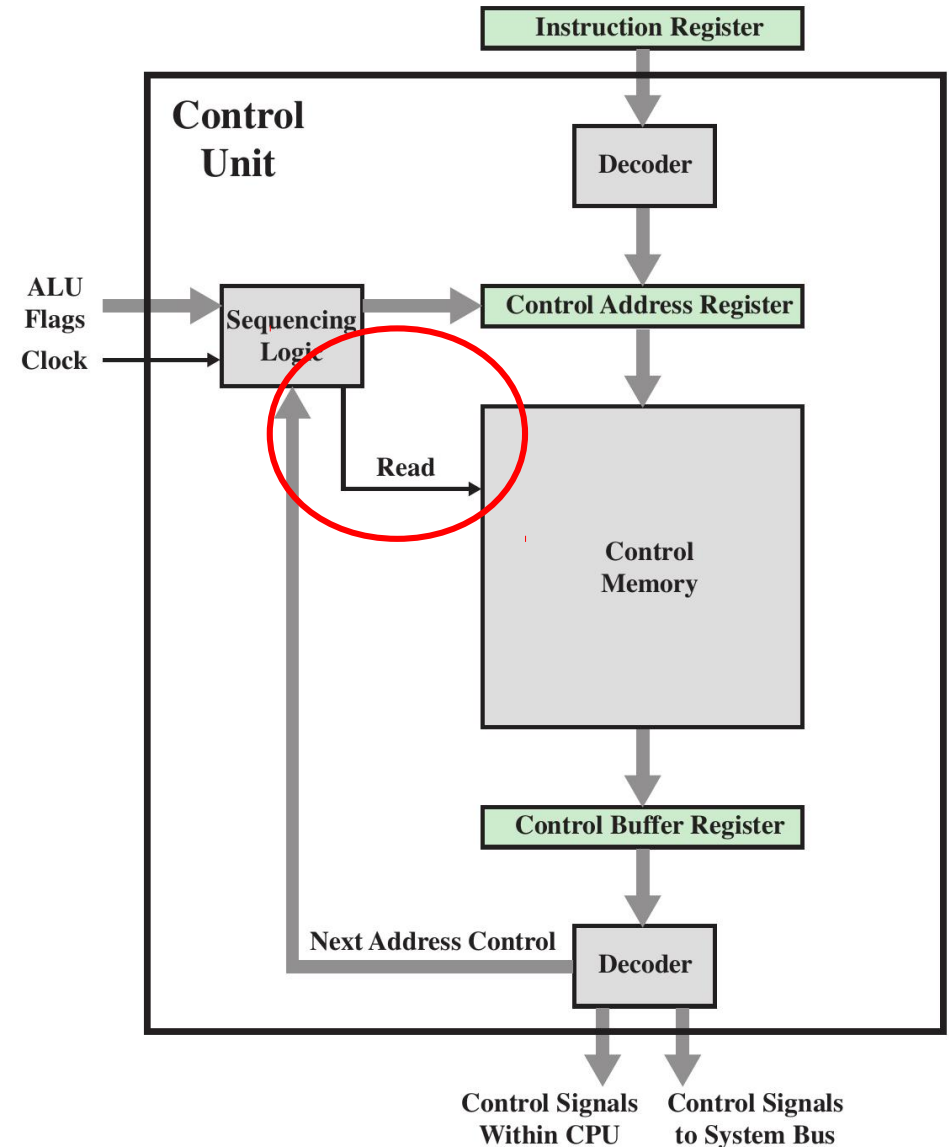 Instruction Register
Control
Unit
Decoder
ALU
Flags
Clock
Sequencing
Logic
Control Address Register
Read
Control
Memory
Control Buffer Register
Next Address Control
Decoder
Control Signals
Within CPU
Control Signals
to System Bus